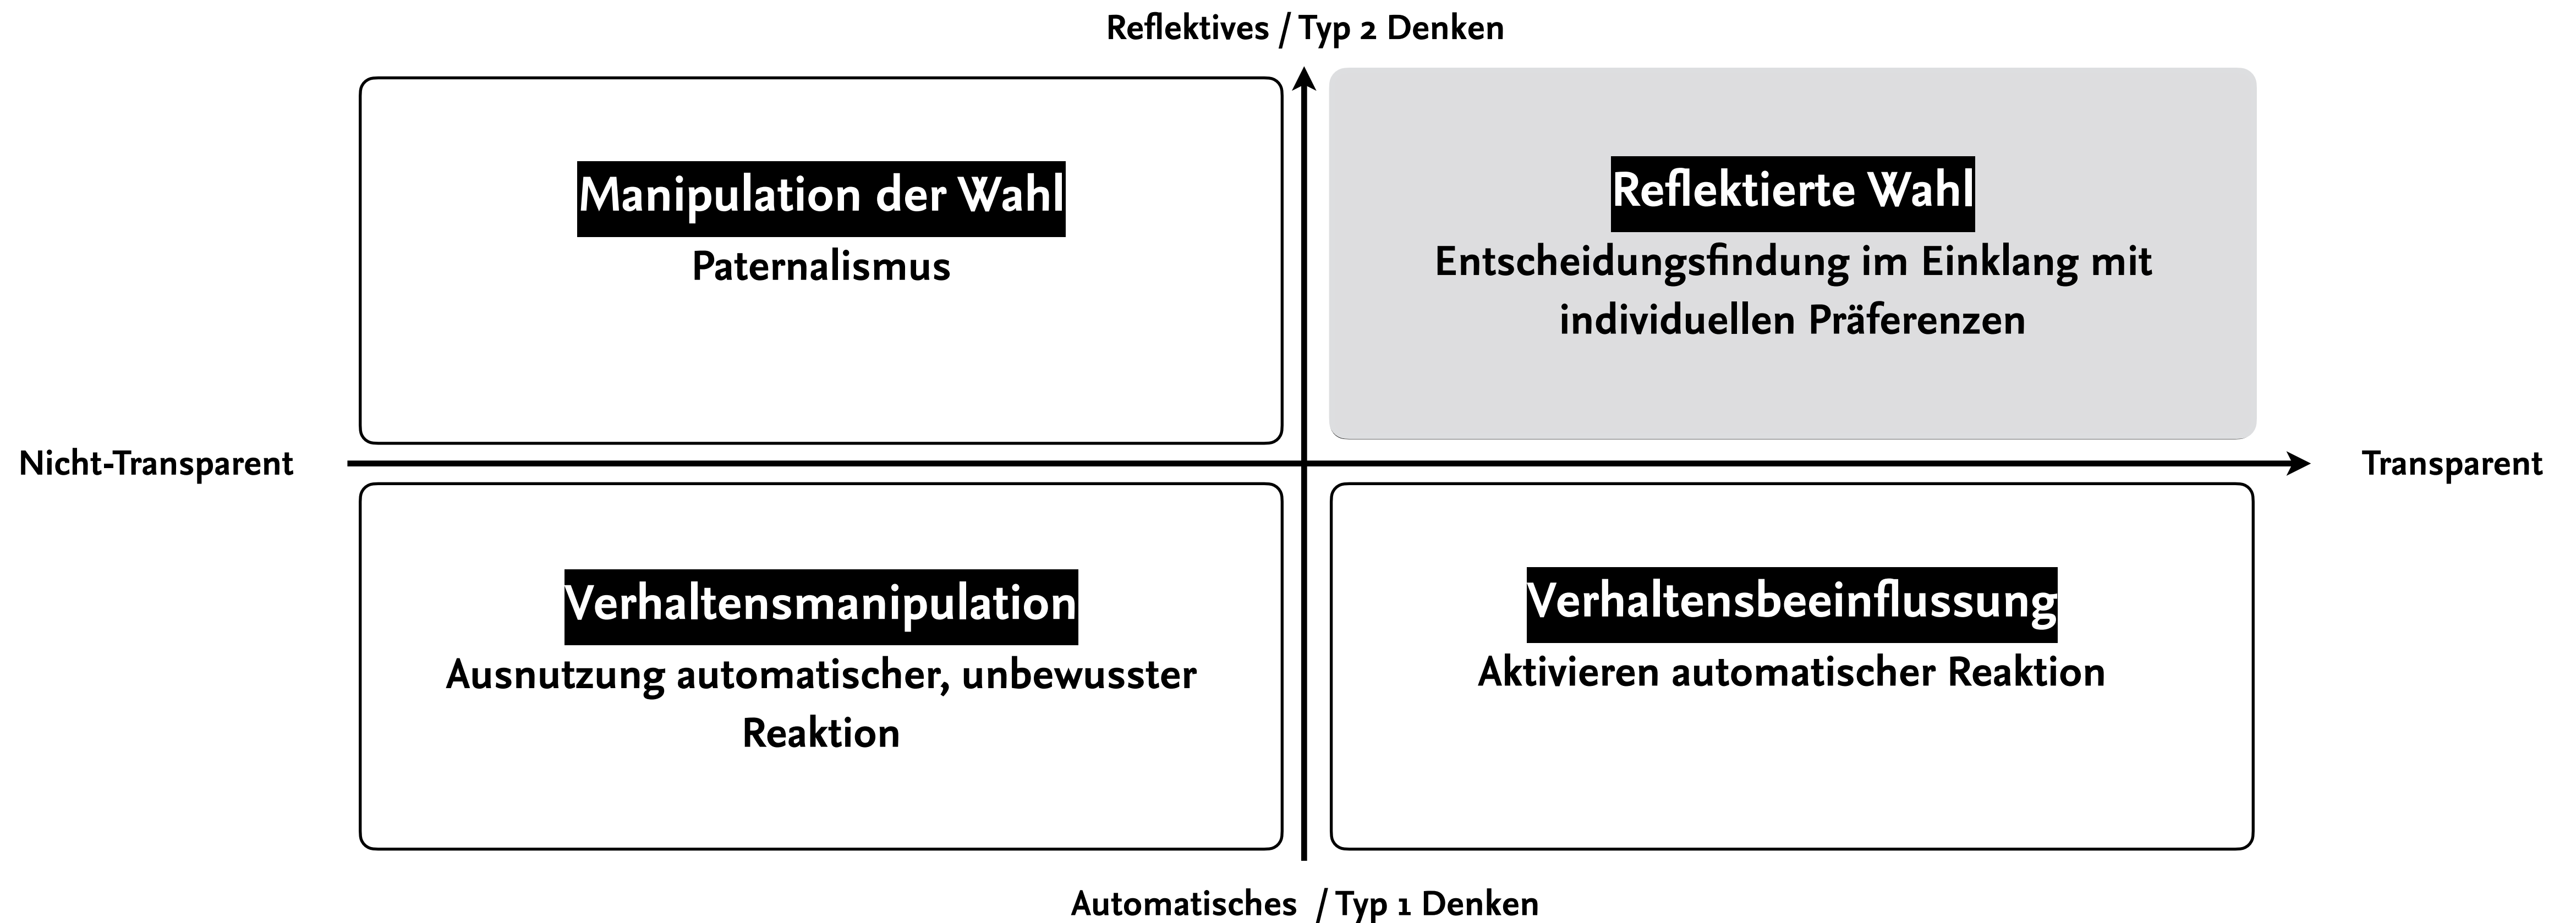 Reflektives / Typ 2 Denken
Manipulation der Wahl
Paternalismus
Reflektierte Wahl
Entscheidungsfindung im Einklang mit
individuellen Präferenzen
Nicht-Transparent
Transparent
Verhaltensmanipulation
Ausnutzung automatischer, unbewusster
Reaktion
Verhaltensbeeinflussung
Aktivieren automatischer Reaktion
Automatisches / Typ 1 Denken